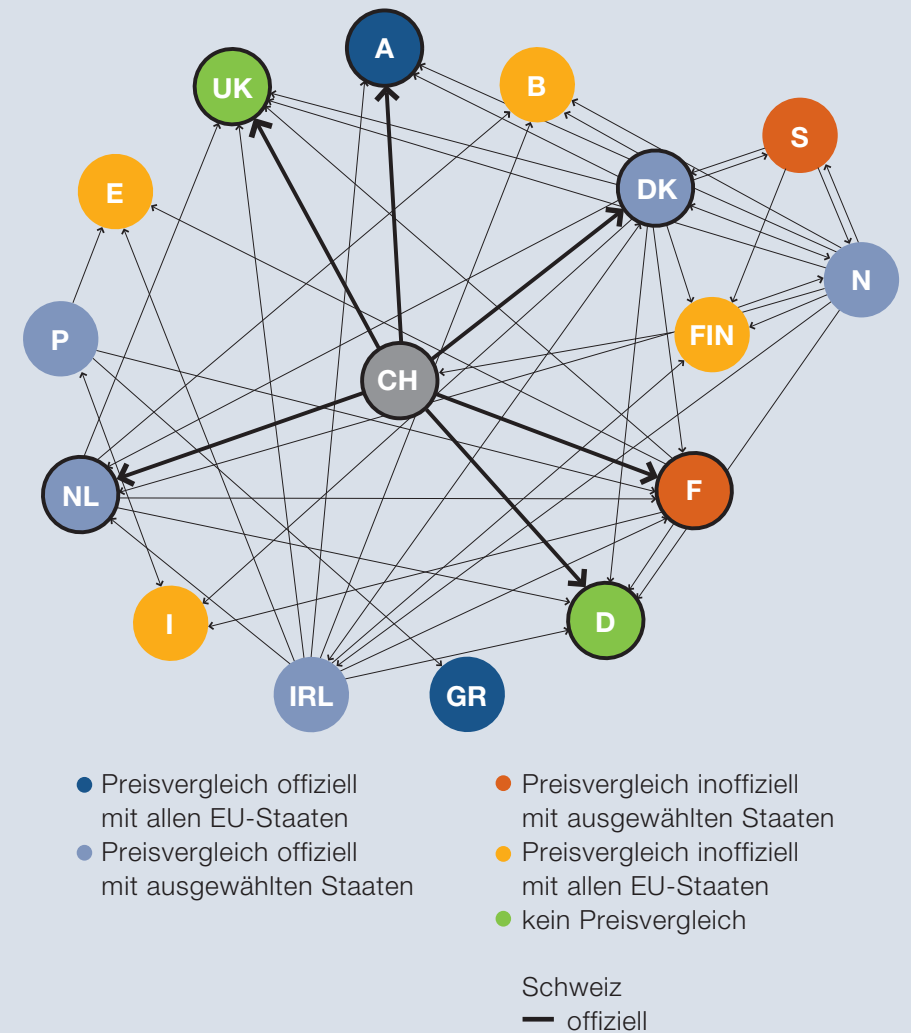 A
UK
B
S
E
DK
N
P
FIN
CH
NL
F
I
D
IRL
GR
Preisvergleich offiziell
mit allen EU-Staaten
Preisvergleich offiziell
mit ausgewählten Staaten
Preisvergleich inoffiziell
mit ausgewählten Staaten
Preisvergleich inoffiziell
mit allen EU-Staaten
kein Preisvergleich
Schweiz
offiziell